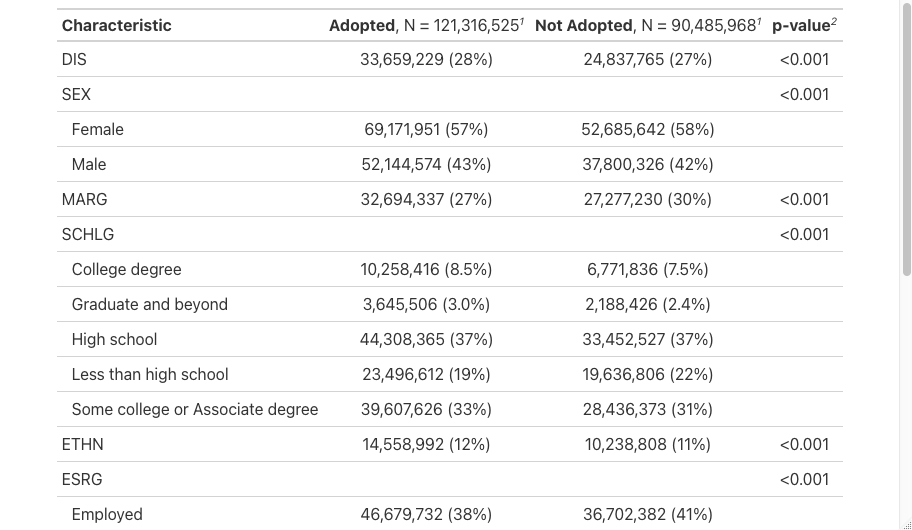 Characteristic Adopted, N = 121,316,525¹ Not Adopted, N = 90,485,968¹ p-value²
DIS 33,659,229 (28%) 24,837,765 (27%) <0.001
SEX <0.001
Female 69,171,951 (57%) 52,685,642 (58%)
Male 52,144,574 (43%) 37,800,326 (42%)
MARG 32,694,337 (27%) 27,277,230 (30%) <0.001
SCHLG <0.001
College degree 10,258,416 (8.5%) 6,771,836 (7.5%)
Graduate and beyond 3,645,506 (3.0%) 2,188,426 (2.4%)
High school 44,308,365 (37%) 33,452,527 (37%)
Less than high school 23,496,612 (19%) 19,636,806 (22%)
Some college or Associate degree 39,607,626 (33%) 28,436,373 (31%)
ETHN 14,558,992 (12%) 10,238,808 (11%) <0.001
ESRG <0.001
Employed 46,679,732 (38%) 36,702,382 (41%)